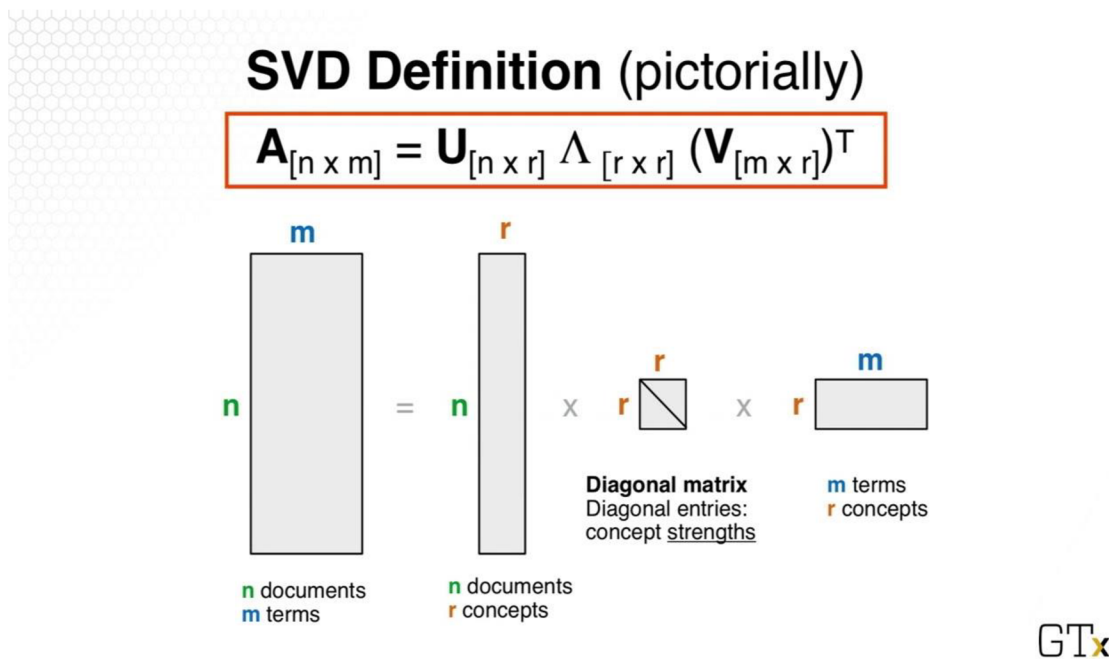 SVD Definition (pictorially)
A[n x m] = U[n x r] Λ [r x r] (V[m x r])T
m
r
n
=
n
x
r
r
x
r
m
Diagonal matrix
Diagonal entries:
concept strengths
m terms
r concepts
n documents
m terms
n documents
r concepts
GTx